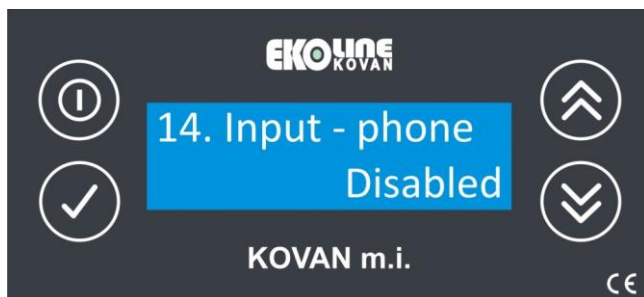 EKOLINE
KOVAN
14. Input - phone
Disabled
KOVAN m.i.
CE